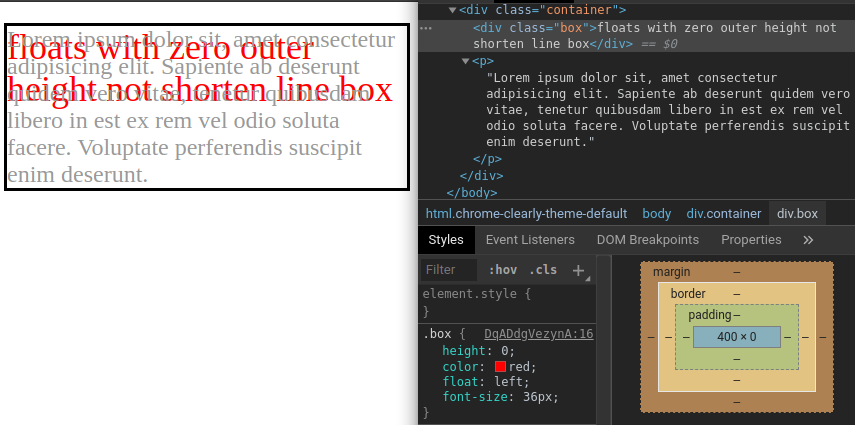 floats with zero outer
height not shorten line box
Lorem ipsum dolor sit, amet consectetur
adipisicing elit. Sapiente ab deserunt
quidem vero vitae, tenetur quibusdam
libero in est ex rem vel odio soluta
facere. Voluptate perferendis suscipit
enim deserunt.
<div class="container">
<div class="box">floats with zero outer height not
shorten line box</div> == $0
<p>
"Lorem ipsum dolor sit, amet consectetur
adipisicing elit. Sapiente ab deserunt quidem vero
vitae, tenetur quibusdam libero in est ex rem vel
odio soluta facere. Voluptate perferendis suscipit
enim deserunt."
</p>
</div>
</body>
html.chrome-clearly-theme-default body div.container div.box
Styles Event Listeners DOM Breakpoints Properties »
Filter :hov .cls +
element.style {
}
.box { DqADdgVezynA:16
height: 0;
color: red;
float: left;
font-size: 36px;
}
margin –
border –
padding –
– – – 400 × 0 – – –
–
–
–